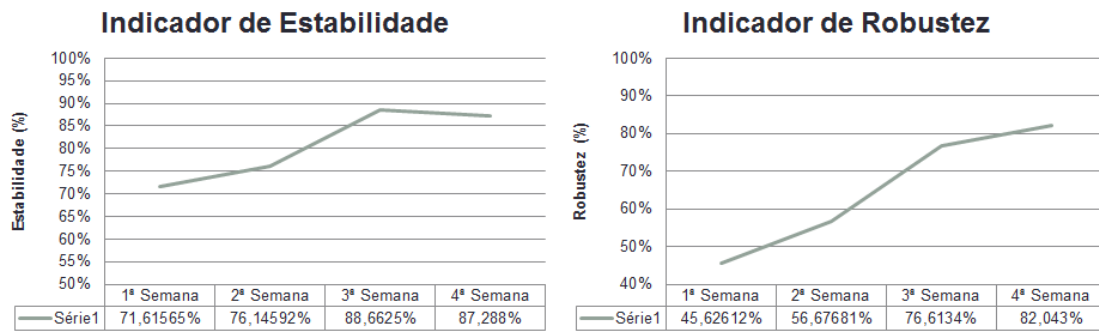 Indicador de Estabilidade
100%
95%
90%
85%
80%
75%
70%
65%
60%
55%
50%
Estabilidade (%)
1ª Semana 2ª Semana 3ª Semana 4ª Semana
Série1 71,61565% 76,14592% 88,6625% 87,288%
Indicador de Robustez
100%
90%
80%
70%
60%
50%
40%
Robustez (%)
1ª Semana 2ª Semana 3ª Semana 4ª Semana
Série1 45,62612% 56,67681% 76,6134% 82,043%